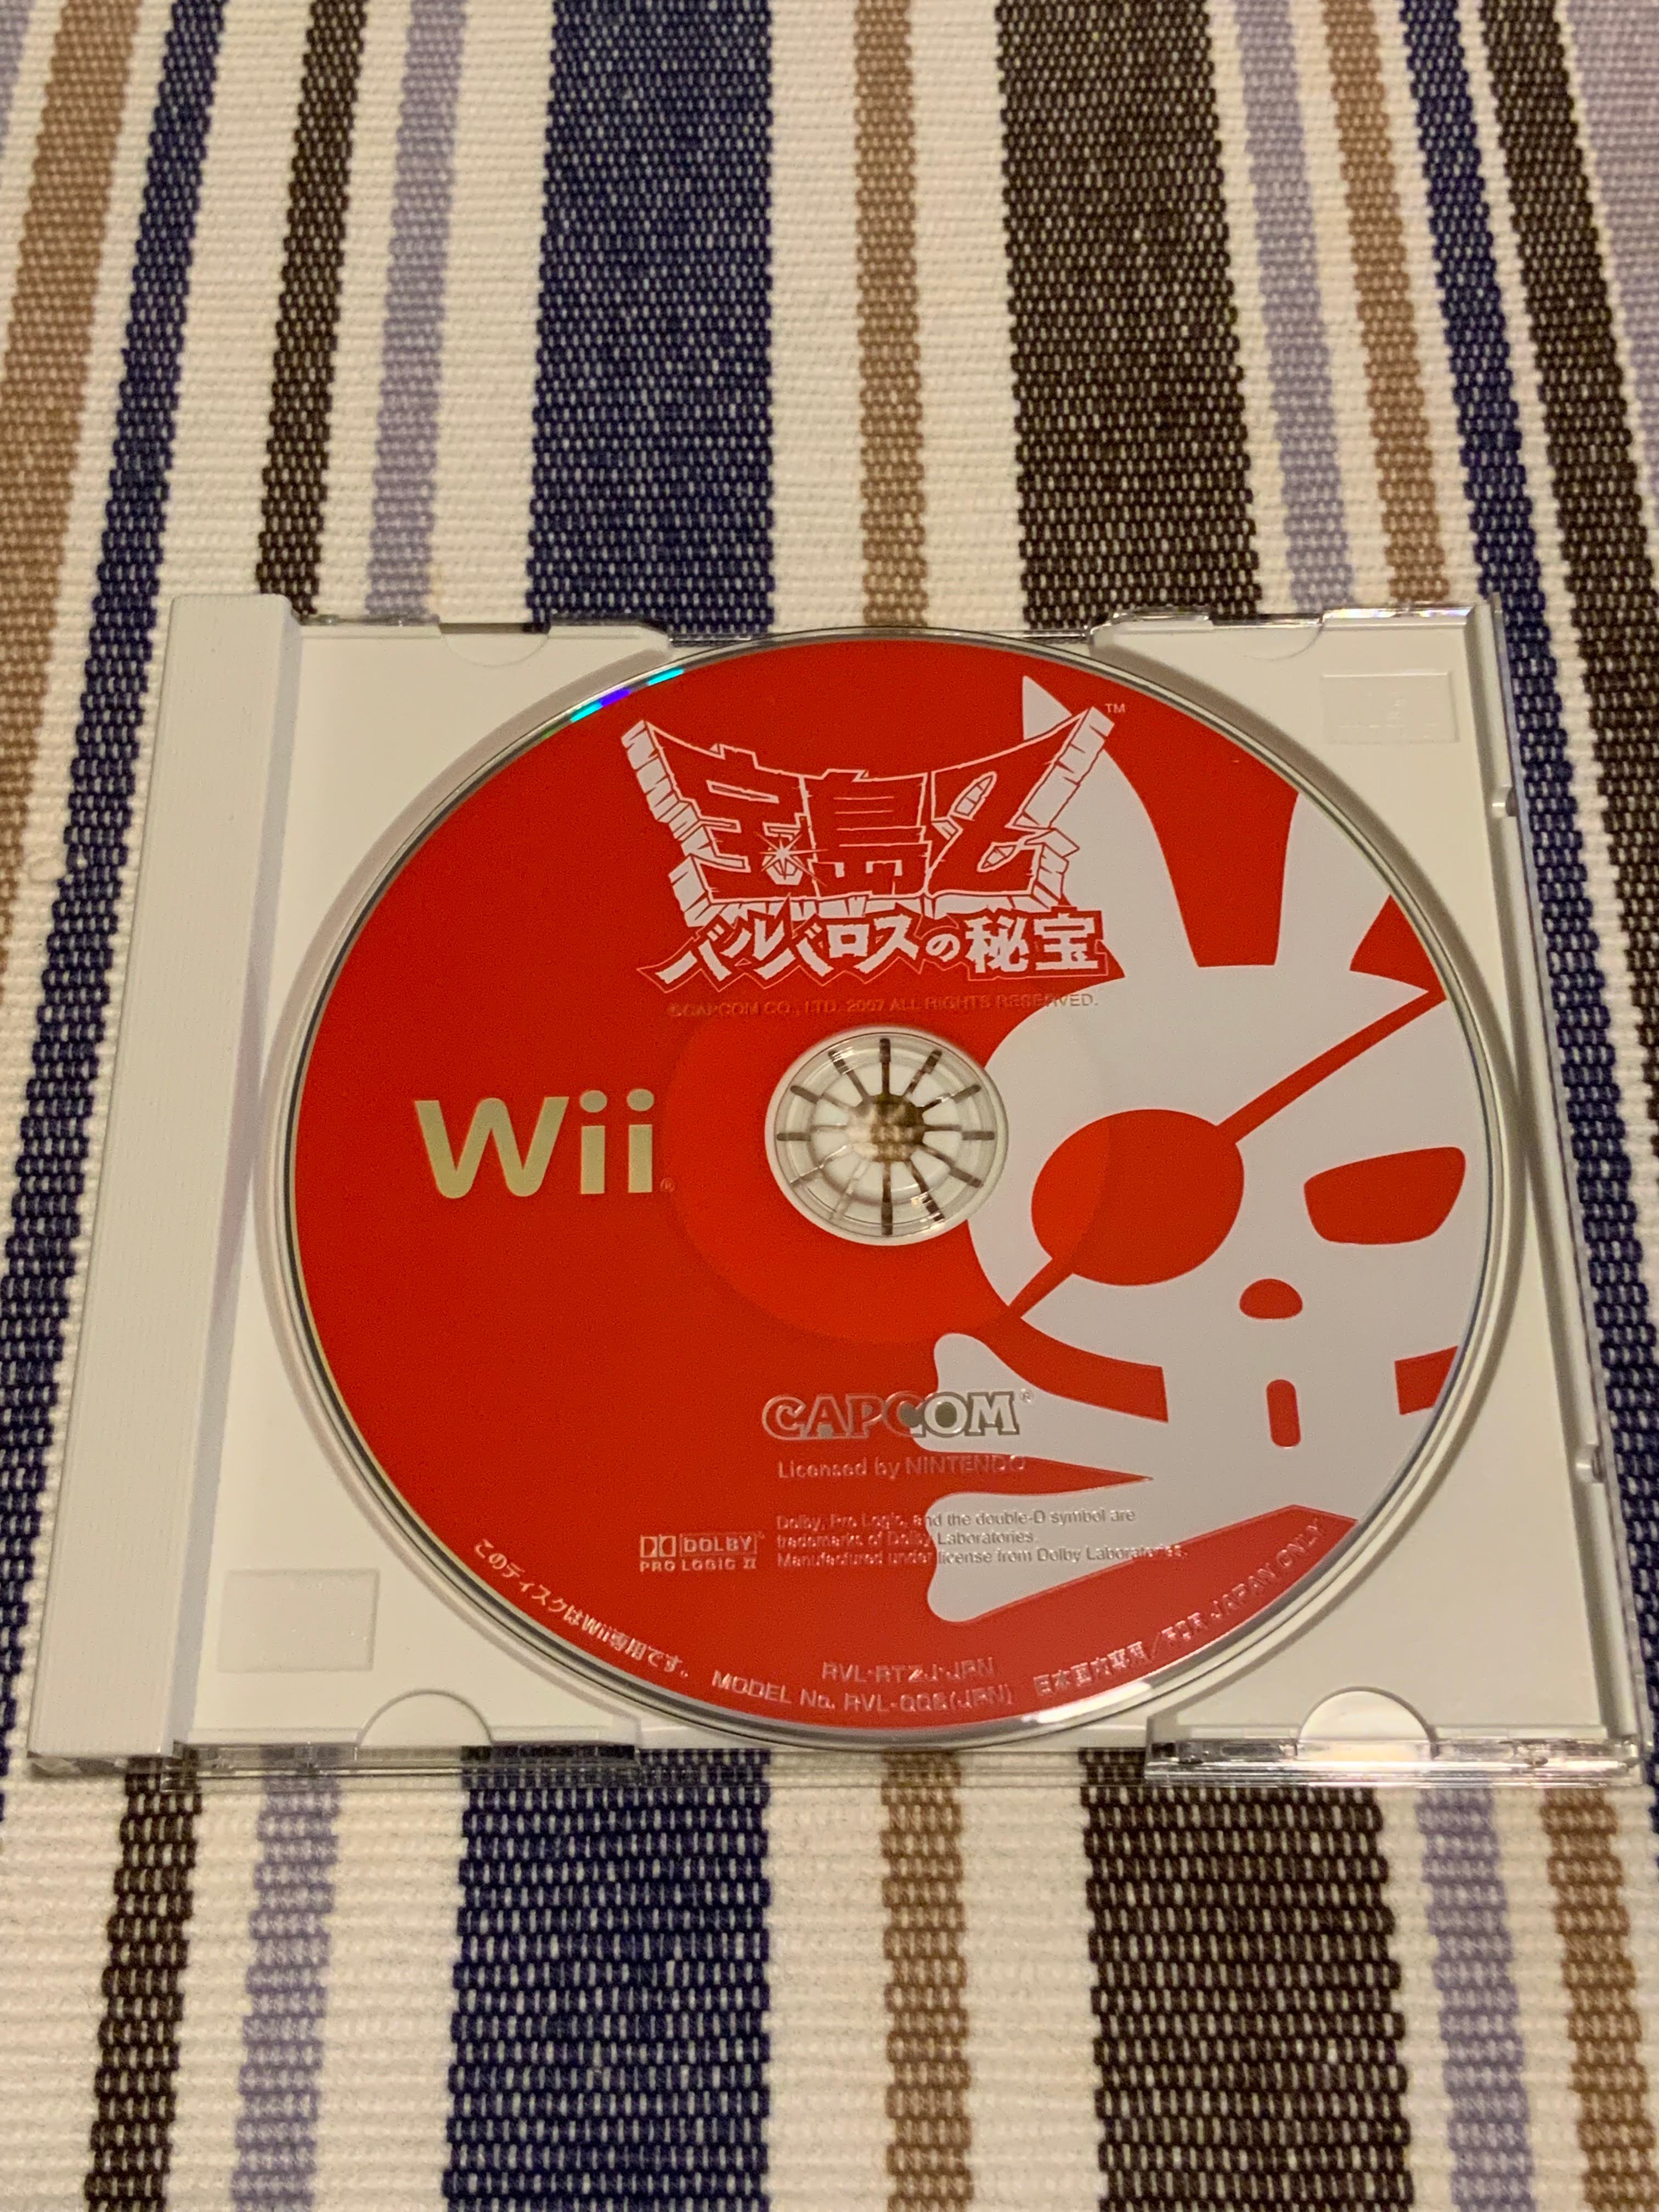 宝島Z
TM
バルバロスの秘宝
©CAPCOM CO., LTD. 2007 ALL RIGHTS RESERVED.
Wii®
CAPCOM®
Licensed by NINTENDO
DOLBY®
PRO LOGIC II
Dolby, Pro Logic, and the double-D symbol are
trademarks of Dolby Laboratories.
Manufactured under license from Dolby Laboratories.
このディスクはWii専用です。
RVL-RTZJ-JPN
MODEL No. RVL-006(JPN)
日本国内専用/FOR JAPAN ONLY